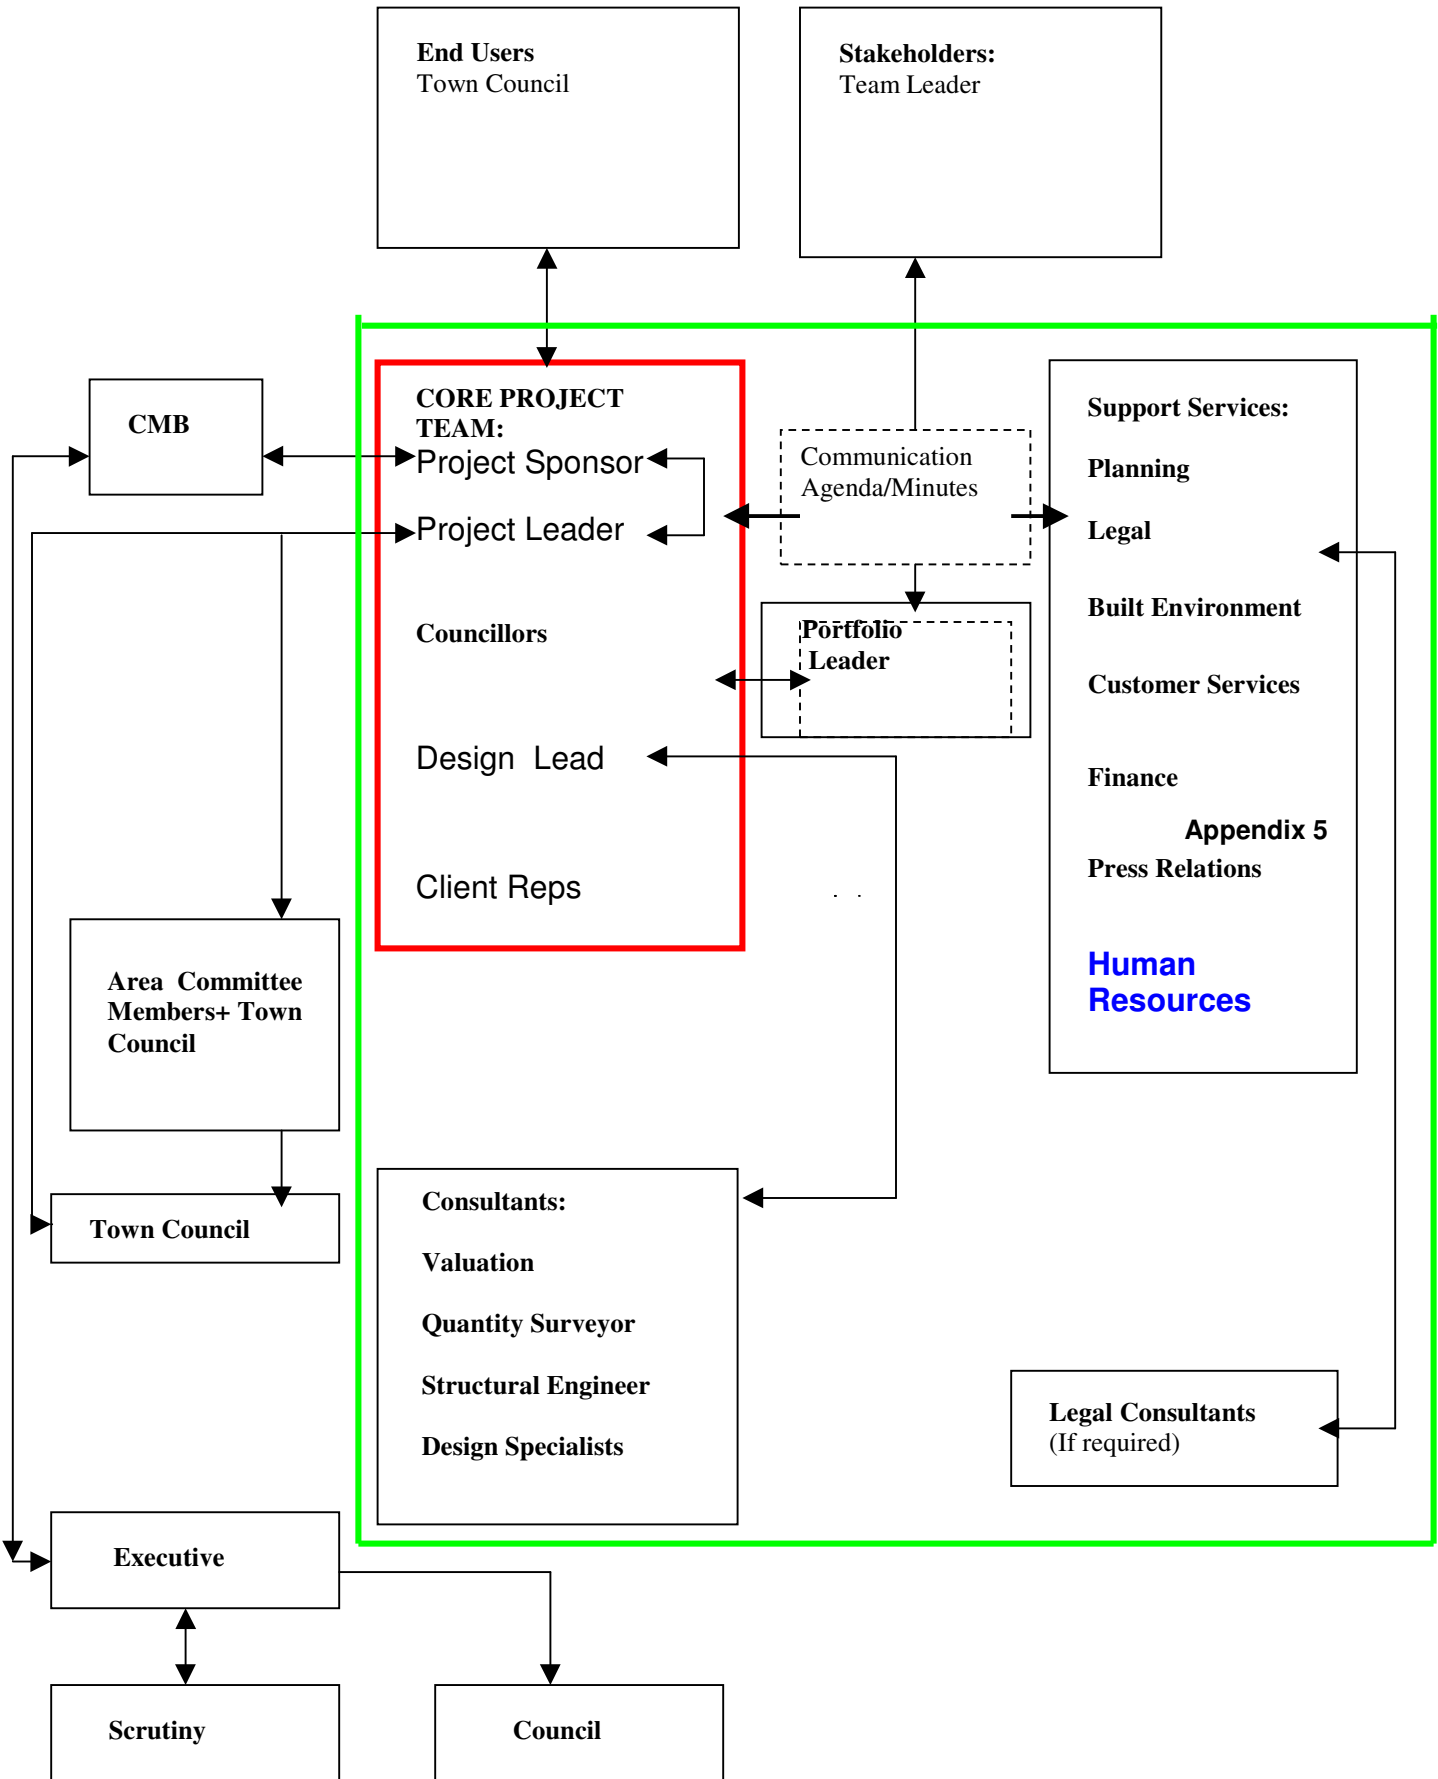 End Users
Town Council
Stakeholders:
Team Leader
CMB
CORE PROJECT
TEAM:
Project Sponsor
Project Leader
Councillors
Design Lead
Client Reps
Communication
Agenda/Minutes
Portfolio
Leader
Support Services:
Planning
Legal
Built Environment
Customer Services
Finance
Appendix 5
Press Relations
Human
Resources
Area Committee
Members+ Town
Council
Town Council
Consultants:
Valuation
Quantity Surveyor
Structural Engineer
Design Specialists
Legal Consultants
(If required)
Executive
Scrutiny
Council